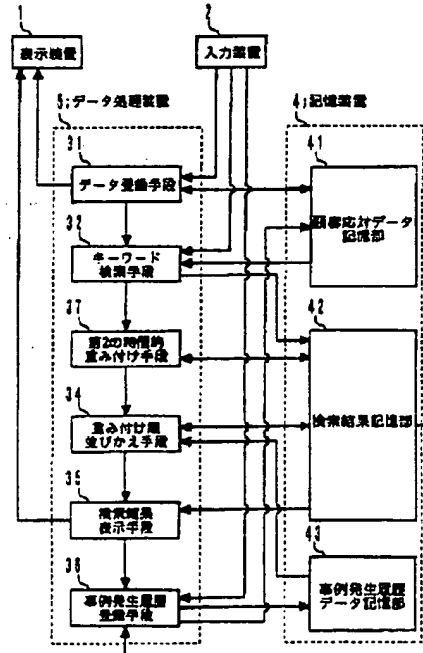 1
2
表示装置
入力装置
5;データ処理装置
4;記憶装置
31
データ登録手段
41
顧客応対データ
記憶部
32
キーワード
検索手段
37
第2の時間的
重み付け手段
42
検索結果記憶部
34
重み付け順
並びかえ手段
35
検索結果
表示手段
43
事例発生履歴
データ記憶部
36
事例発生履歴
登録手段